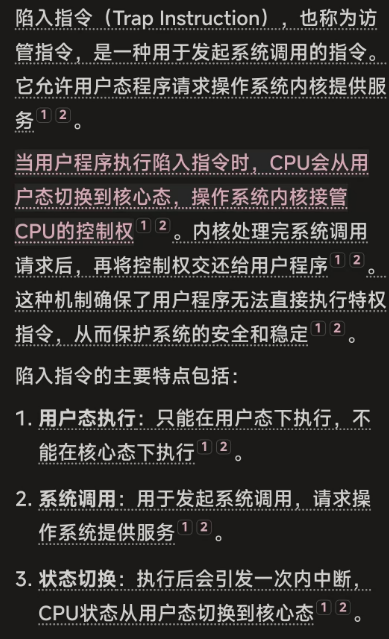 陷入指令（Trap Instruction），也称为访
管指令，是一种用于发起系统调用的指令。
它允许用户态程序请求操作系统内核提供服
务 1 2 。
当用户程序执行陷入指令时，CPU会从用
户态切换到核心态，操作系统内核接管
CPU的控制权 1 2 。内核处理完系统调用
请求后，再将控制权交还给用户程序 1 2 。
这种机制确保了用户程序无法直接执行特权
指令，从而保护系统的安全和稳定 1 2 。
陷入指令的主要特点包括：
1. 用户态执行：只能在用户态下执行，不
能在核心态下执行 1 2 。
2. 系统调用：用于发起系统调用，请求操
作系统提供服务 1 2 。
3. 状态切换：执行后会引发一次内中断，
CPU状态从用户态切换到核心态 1 2 。